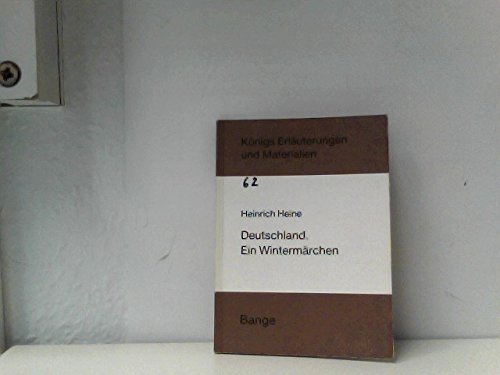 Königs Erläuterungen
und Materialien
62
Heinrich Heine
Deutschland.
Ein Wintermärchen
Bange